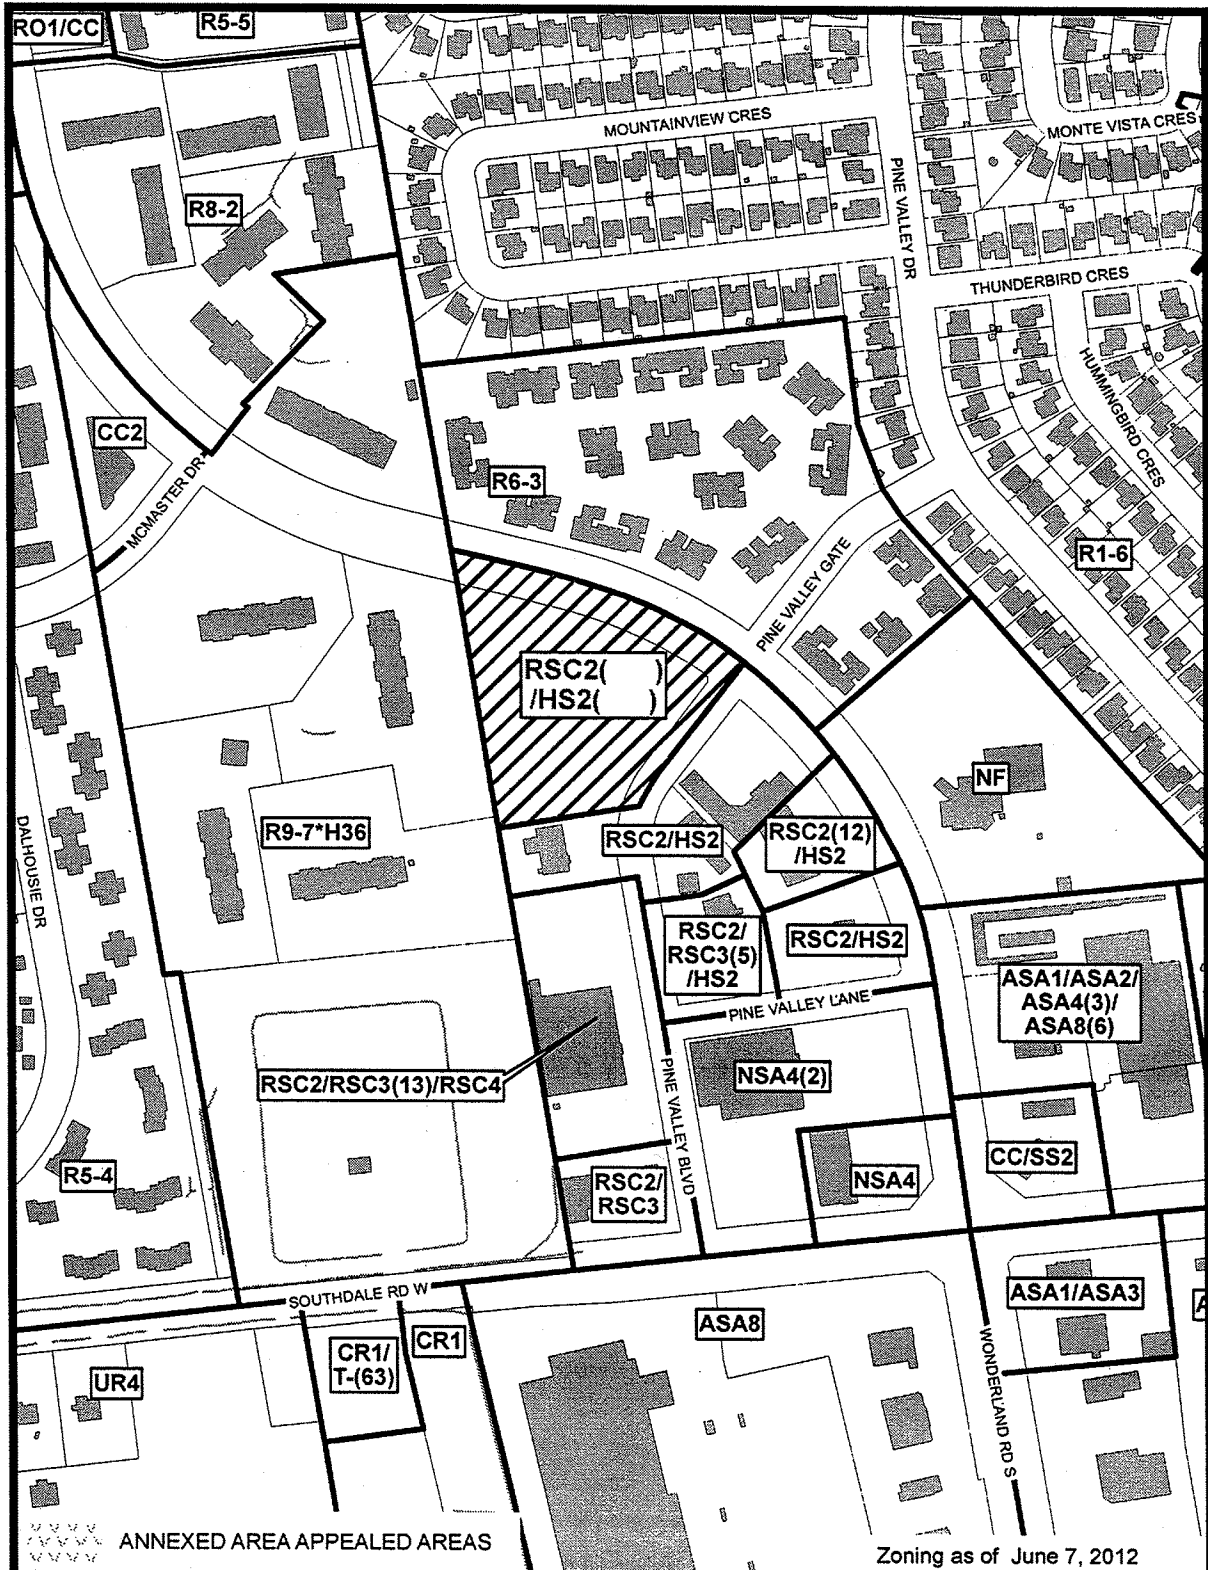 RO1/CC
R5-5
MOUNTAINVIEW CRES
MONTE VISTA CRES
PINE VALLEY DR
R8-2
THUNDERBIRD CRES
HUMMINGBIRD CRES
CC2
MCMASTER DR
R6-3
R1-6
PINE VALLEY GATE
RSC2(      )
/HS2(      )
NF
DALHOUSIE DR
R9-7*H36
RSC2/HS2
RSC2(12)
/HS2
RSC2/
RSC3(5)
/HS2
RSC2/HS2
ASA1/ASA2/
ASA4(3)/
ASA8(6)
PINE VALLEY LANE
RSC2/RSC3(13)/RSC4
PINE VALLEY BLVD
NSA4(2)
CC/SS2
R5-4
RSC2/
RSC3
NSA4
SOUTHDALE RD W
ASA1/ASA3
A
CR1/
T-(63)
CR1
ASA8
UR4
WONDERLAND RD S
ANNEXED AREA APPEALED AREAS
Zoning as of June 7, 2012